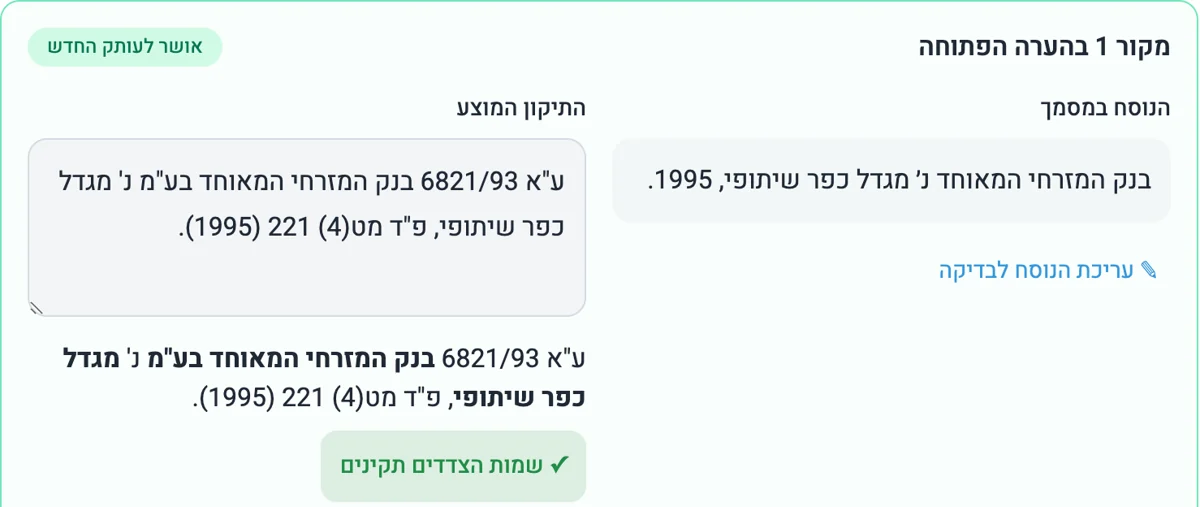 מקור 1 בהערה הפתוחה
אושר לעותק החדש
הנוסח במסמך
בנק המזרחי המאוחד נ׳ מגדל כפר שיתופי, 1995.
✎ עריכת הנוסח לבדיקה
התיקון המוצע
ע"א 6821/93 בנק המזרחי המאוחד בע"מ נ' מגדל
כפר שיתופי, פ"ד מט(4) 221 (1995).
ע"א 6821/93 בנק המזרחי המאוחד בע"מ נ' מגדל
כפר שיתופי, פ"ד מט(4) 221 (1995).
✓ שמות הצדדים תקינים